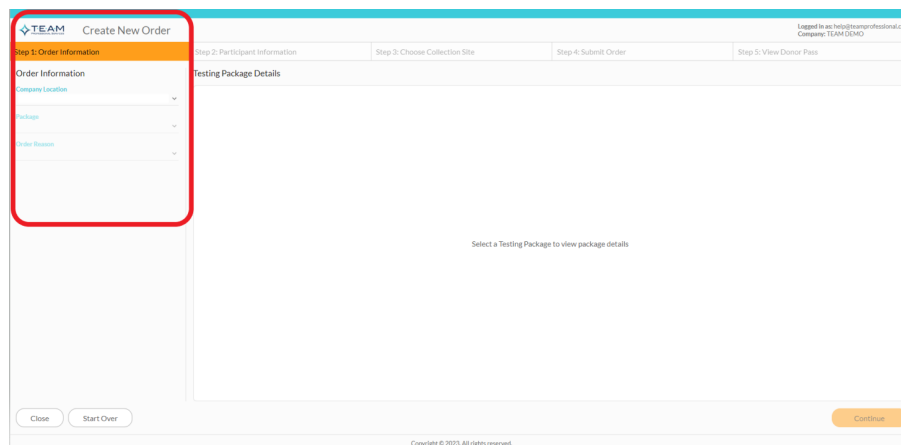 TEAM
Create New Order
Logged in as: help@teamprofessional.c
Company: TEAM DEMO
Step 1: Order Information
Step 2: Participant Information
Step 3: Choose Collection Site
Step 4: Submit Order
Step 5: View Donor Pass
Order Information
Testing Package Details
Company Location
Package
Order Reason
Select a Testing Package to view package details
Close
Start Over
Continue
Copyright © 2023. All rights reserved.